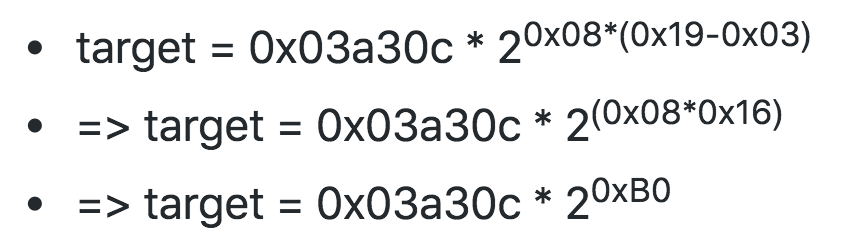 • target = 0x03a30c * 2^0x08*(0x19-0x03)
• => target = 0x03a30c * 2^(0x08*0x16)
• => target = 0x03a30c * 2^0xB0